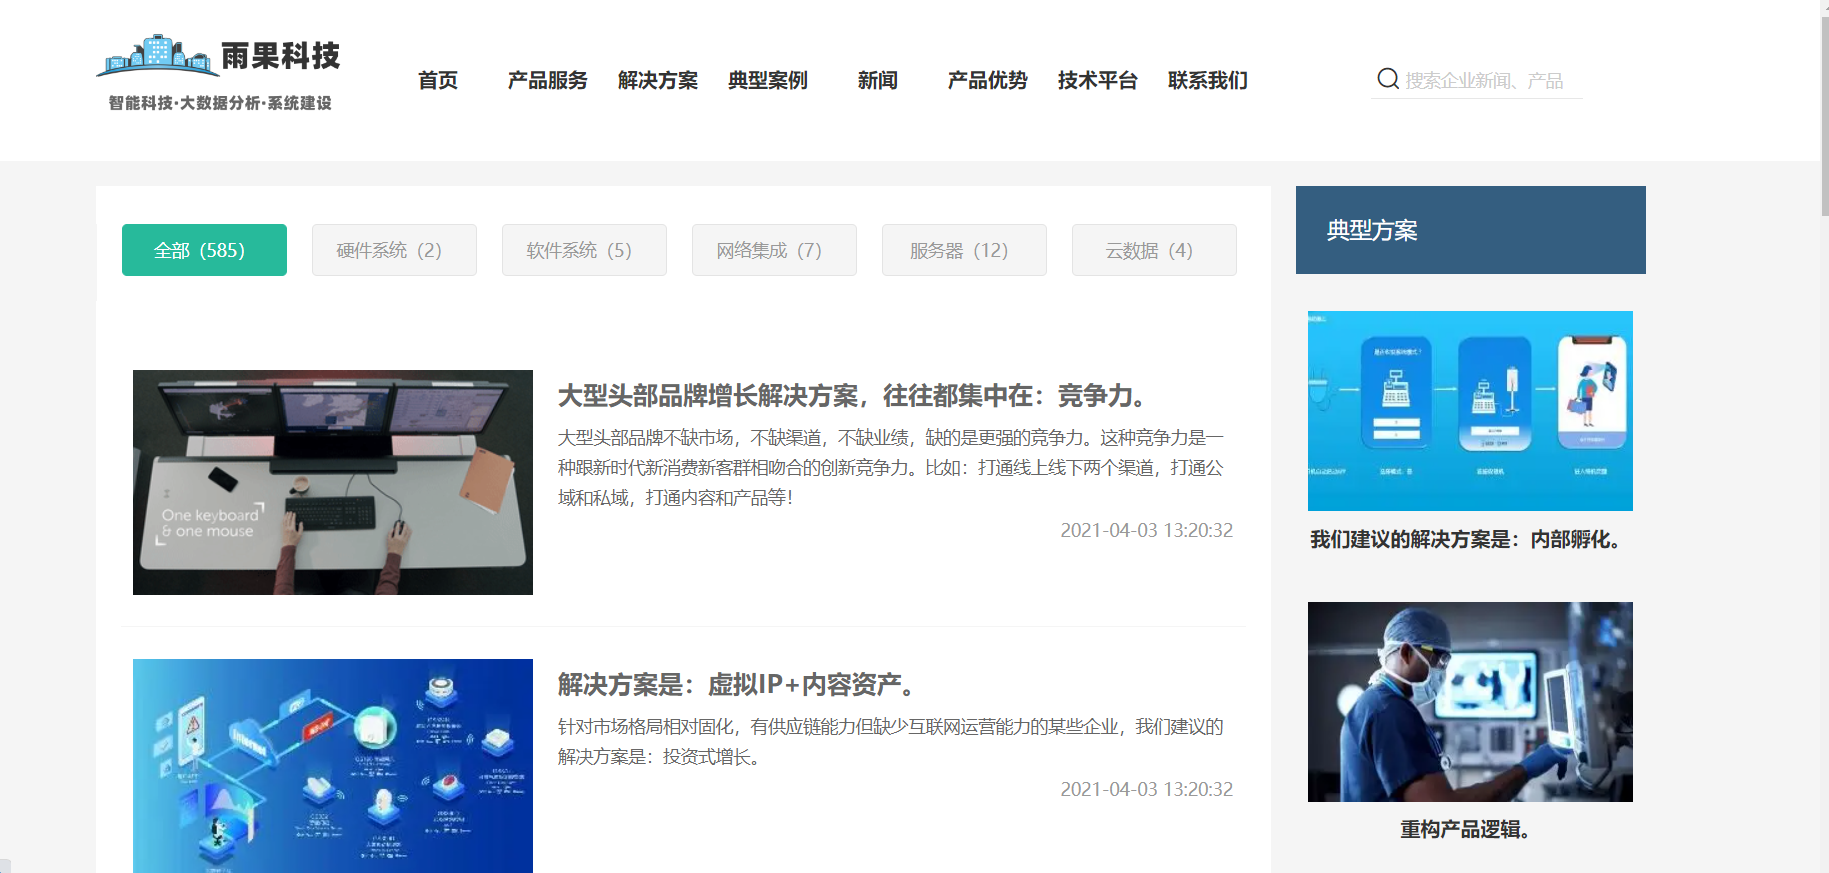 雨果科技
智能科技·大数据分析·系统建设
首页 产品服务 解决方案 典型案例 新闻 产品优势 技术平台 联系我们
搜索企业新闻、产品
全部（585） 硬件系统（2） 软件系统（5） 网络集成（7） 服务器（12） 云数据（4）
One keyboard
& one mouse
大型头部品牌增长解决方案，往往都集中在：竞争力。
大型头部品牌不缺市场，不缺渠道，不缺业绩，缺的是更强的竞争力。这种竞争力是一
种跟新时代新消费新客群相吻合的创新竞争力。比如：打通线上线下两个渠道，打通公
域和私域，打通内容和产品等！
2021-04-03 13:20:32
Internet
解决方案是：虚拟IP+内容资产。
针对市场格局相对固化，有供应链能力但缺少互联网运营能力的某些企业，我们建议的
解决方案是：投资式增长。
2021-04-03 13:20:32
典型方案
我们建议的解决方案是：内部孵化。
重构产品逻辑。